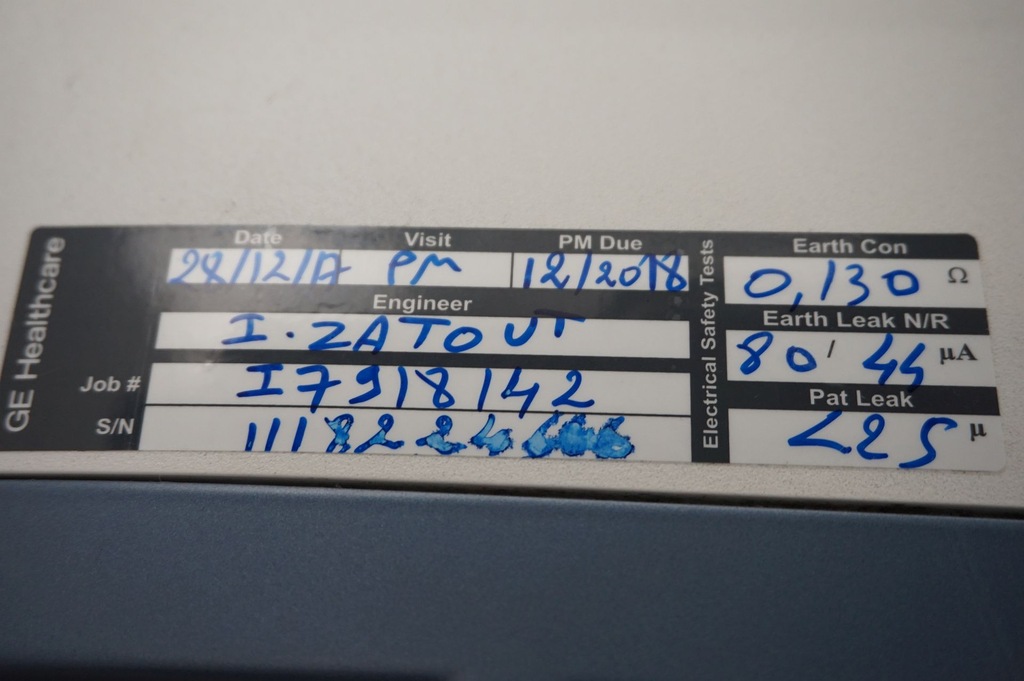 GE Healthcare
Date Visit PM Due
28/12/17 PM 12/2018
Engineer
I. ZATOUT
Job # I7918142
S/N
Electrical Safety Tests
Earth Con
0,130 Ω
Earth Leak N/R
80/ 44 µA
Pat Leak
<25 µ